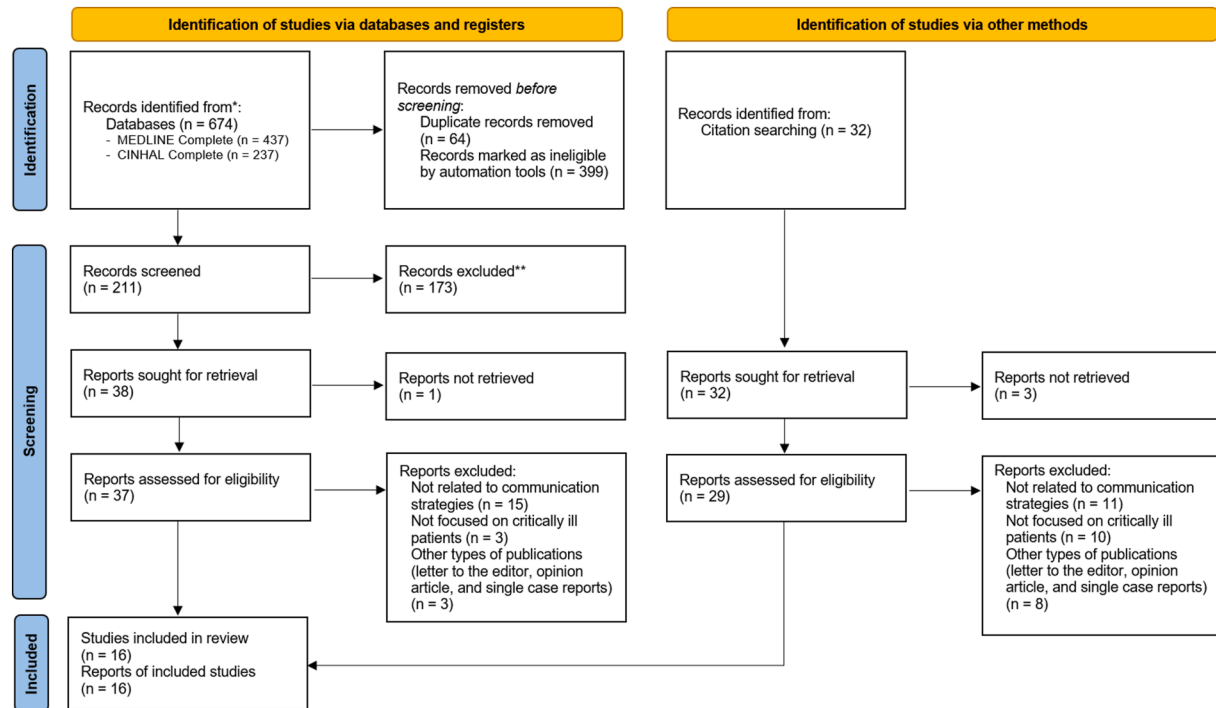 Identification of studies via databases and registers
Identification of studies via other methods
Identification
Records identified from*:
Databases (n = 674)
- MEDLINE Complete (n = 437)
- CINHAL Complete (n = 237)
Records removed before
screening:
Duplicate records removed
(n = 64)
Records marked as ineligible
by automation tools (n = 399)
Records identified from:
Citation searching (n = 32)
Screening
Records screened
(n = 211)
Records excluded**
(n = 173)
Reports sought for retrieval
(n = 38)
Reports not retrieved
(n = 1)
Reports sought for retrieval
(n = 32)
Reports not retrieved
(n = 3)
Reports assessed for eligibility
(n = 37)
Reports excluded:
Not related to communication
strategies (n = 15)
Not focused on critically ill
patients (n = 3)
Other types of publications
(letter to the editor, opinion
article, and single case reports)
(n = 3)
Reports assessed for eligibility
(n = 29)
Reports excluded:
Not related to communication
strategies (n = 11)
Not focused on critically ill
patients (n = 10)
Other types of publications
(letter to the editor, opinion
article, and single case reports)
(n = 8)
Included
Studies included in review
(n = 16)
Reports of included studies
(n = 16)